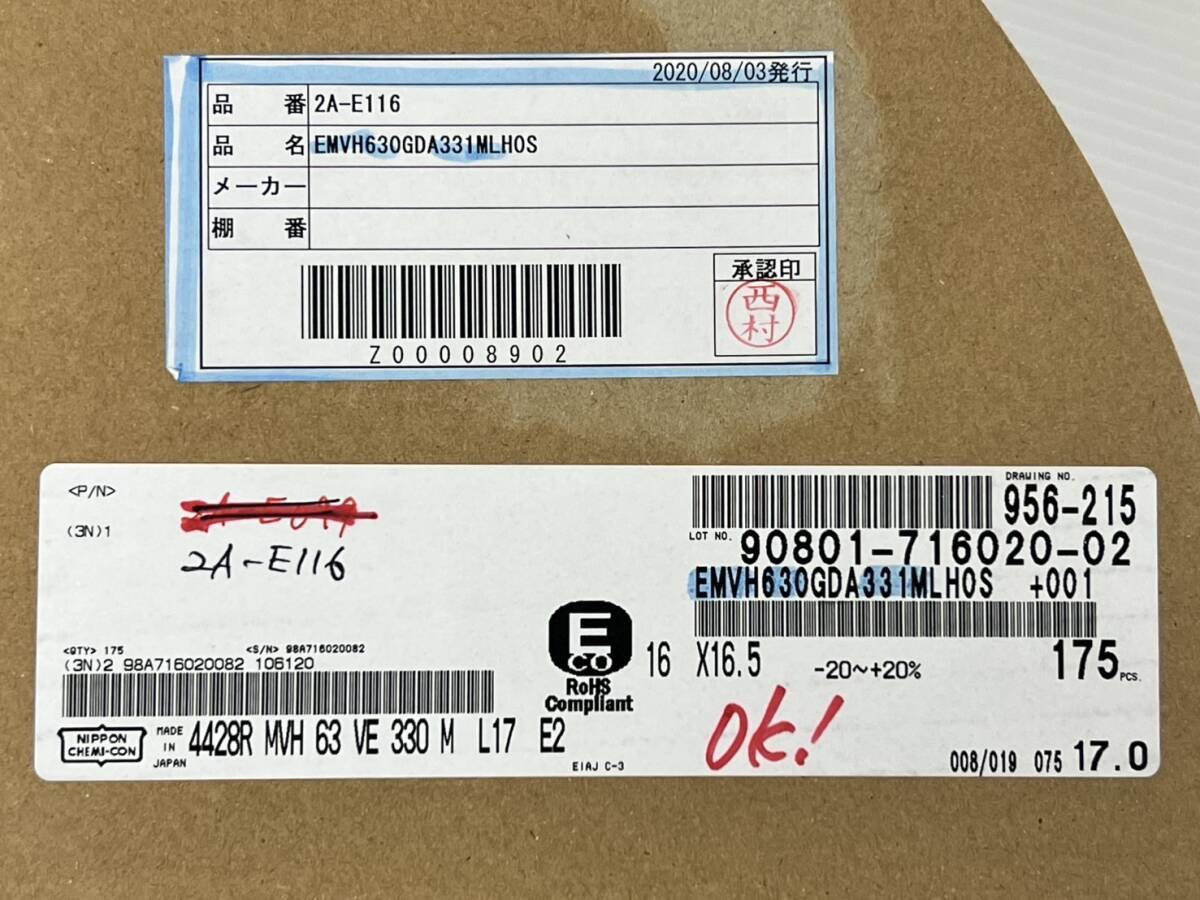 2020/08/03発行
品 番 2A-E116
品 名 EMVH630GDA331MLH0S
メーカー
棚 番
Z00008902
承認印
西村
<P/N>
(3N)1
2A-E116
DRAWING NO.
956-215
LOT NO. 90801-716020-02
EMVH630GDA331MLH0S +001
<QTY> 175 <S/N> 98A716020082
(3N)2 98A716020082 106120
E
CO
RoHS
Compliant
16 X16.5 -20~+20% 175 PCS.
NIPPON
CHEMI-CON
MADE
IN
JAPAN
4428R MVH 63 VE 330 M L17 E2
EIAJ C-3
OK!
008/019 075 17.0